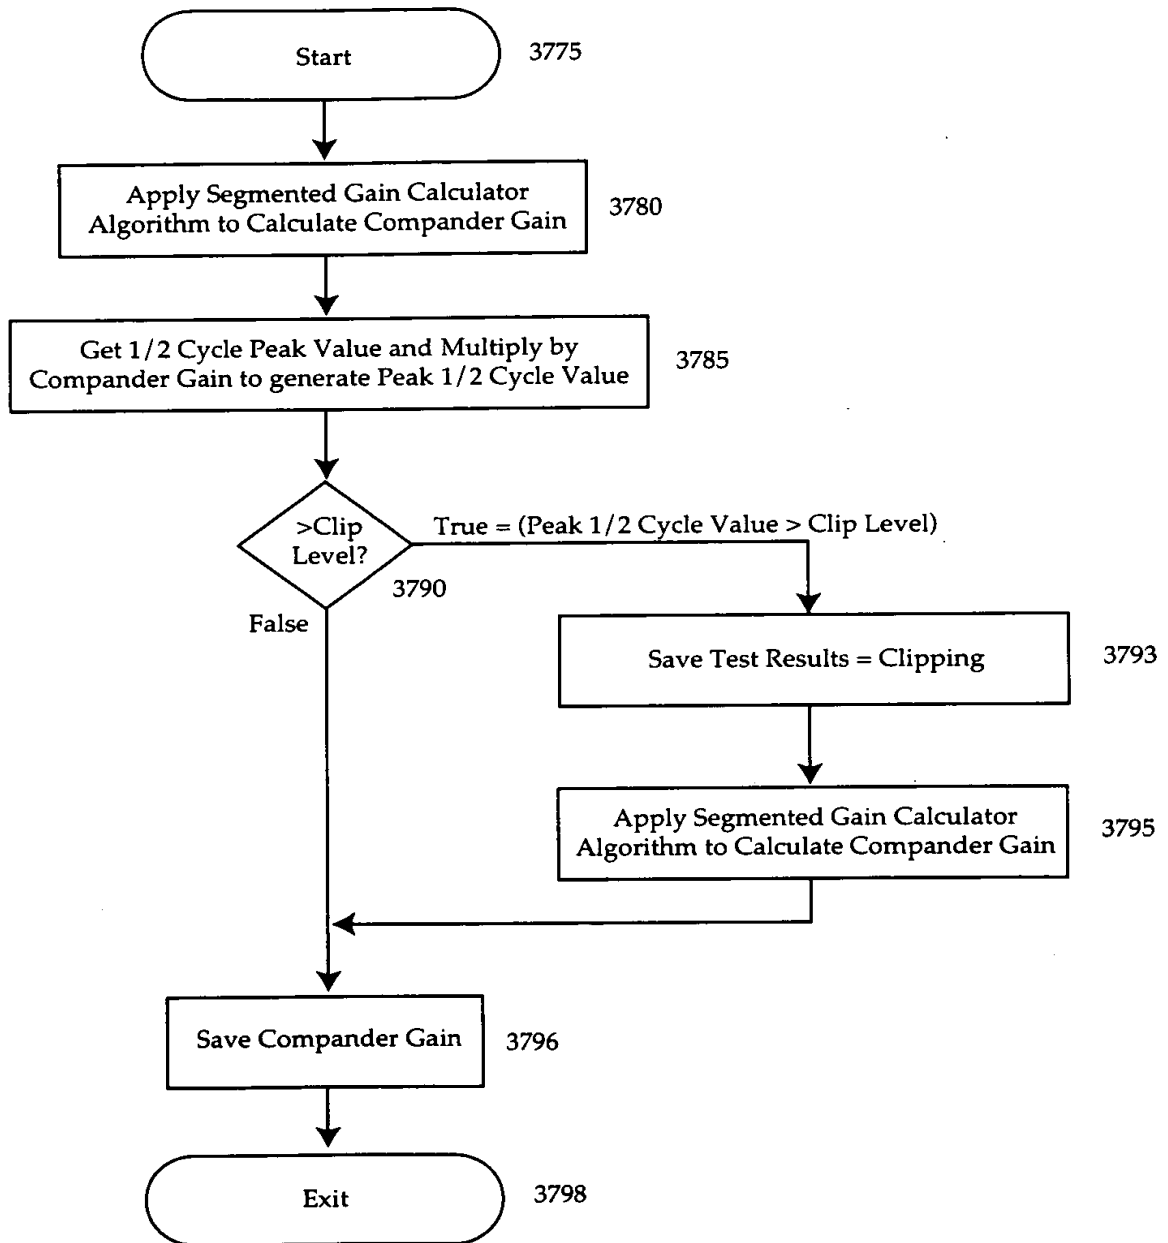 Start
3775
Apply Segmented Gain Calculator
Algorithm to Calculate Compander Gain
3780
Get 1/2 Cycle Peak Value and Multiply by
Compander Gain to generate Peak 1/2 Cycle Value
3785
>Clip
Level?
True = (Peak 1/2 Cycle Value > Clip Level)
3790
False
Save Test Results = Clipping
3793
Apply Segmented Gain Calculator
Algorithm to Calculate Compander Gain
3795
Save Compander Gain
3796
Exit
3798